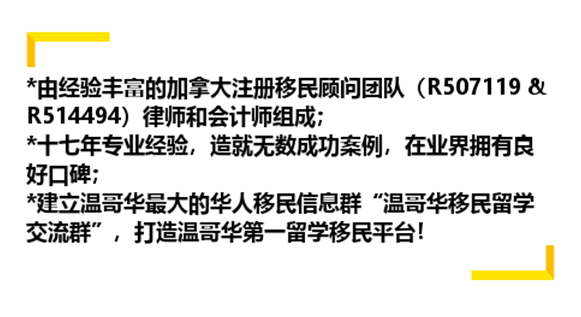 *由经验丰富的加拿大注册移民顾问团队（R507119 &
R514494）律师和会计师组成；
*十七年专业经验，造就无数成功案例，在业界拥有良
好口碑；
*建立温哥华最大的华人移民信息群“温哥华移民留学
交流群”，打造温哥华第一留学移民平台！